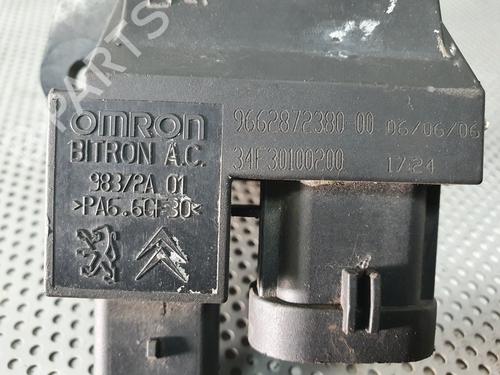 omron
BITRON A.C.
983/2A 01
>PA6.6GF30<
9662872380 00 06/06/06
34F30100200 17:24
PARTS